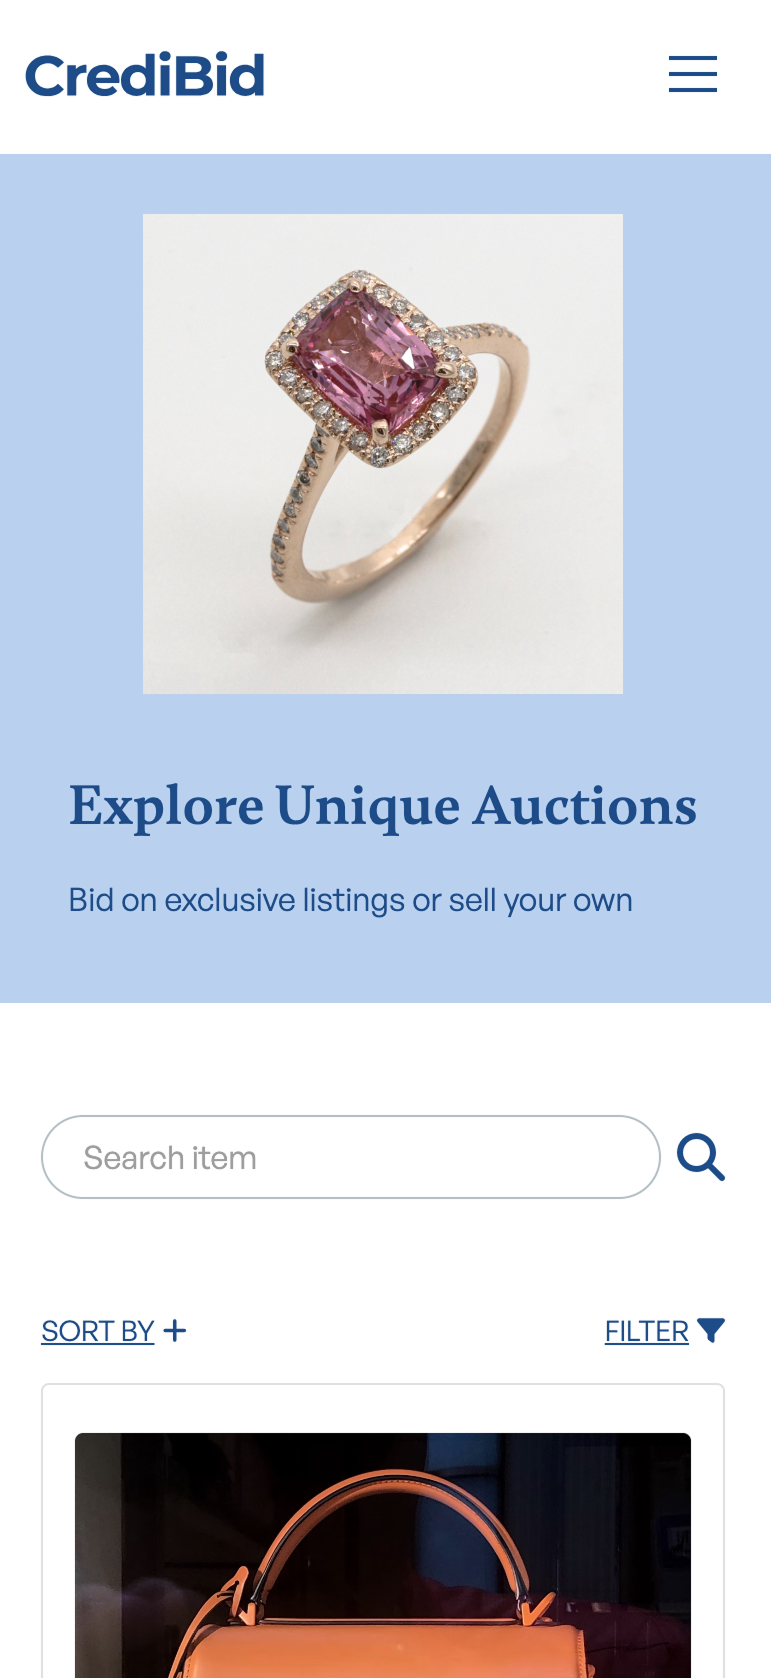 CrediBid
Explore Unique Auctions
Bid on exclusive listings or sell your own
Search item
SORT BY
FILTER